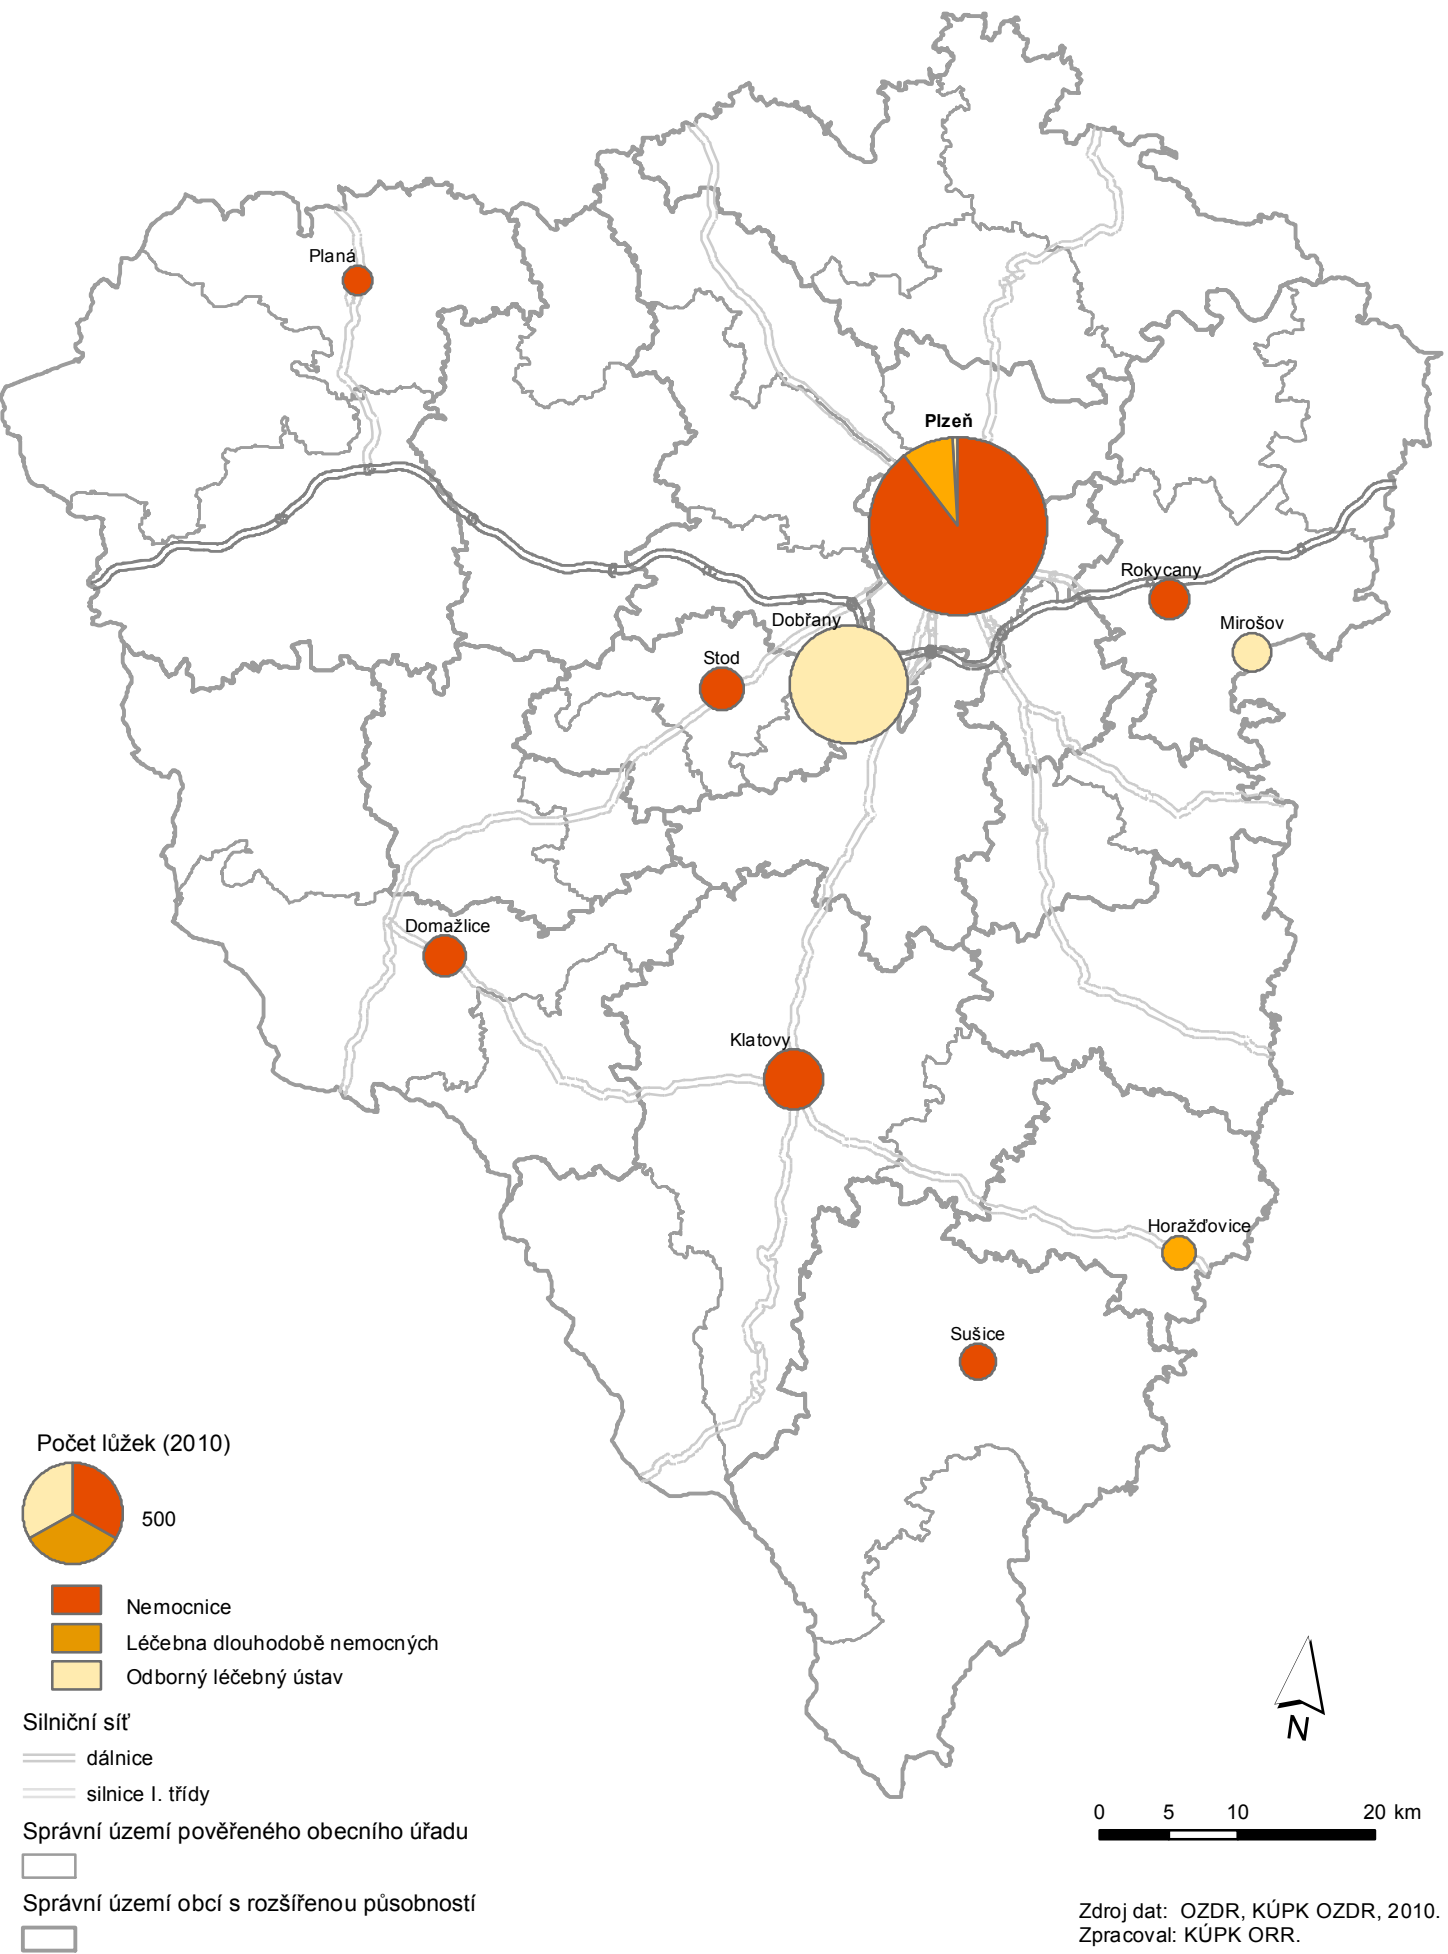 Planá
Plzeň
Rokycany
Dobřany
Mirošov
Stod
Domažlice
Klatovy
Horažďovice
Sušice
Počet lůžek (2010)
500
Nemocnice
Léčebna dlouhodobě nemocných
Odborný léčebný ústav
Silniční síť
dálnice
silnice I. třídy
Správní území pověřeného obecního úřadu
Správní území obcí s rozšířenou působností
N
0 5 10 20 km
Zdroj dat: OZDR, KÚPK OZDR, 2010.
Zpracoval: KÚPK ORR.